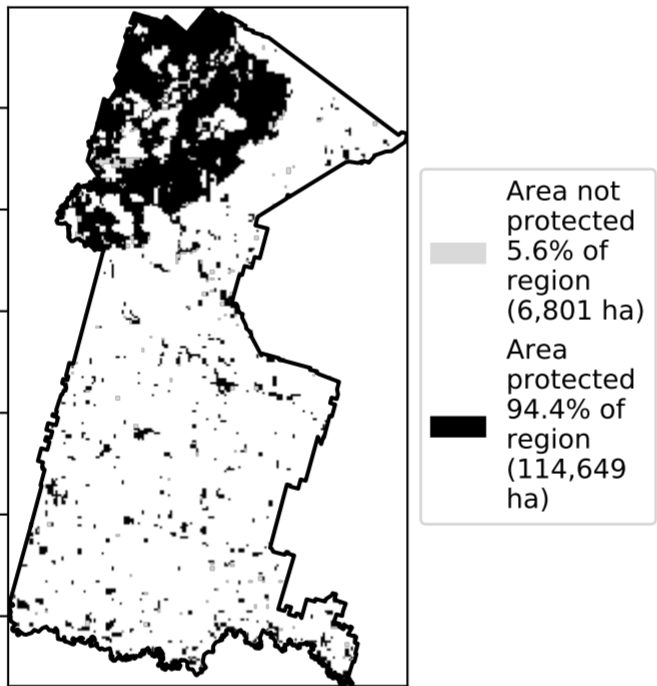 Area not
protected
5.6% of
region
(6,801 ha)
Area
protected
94.4% of
region
(114,649
ha)